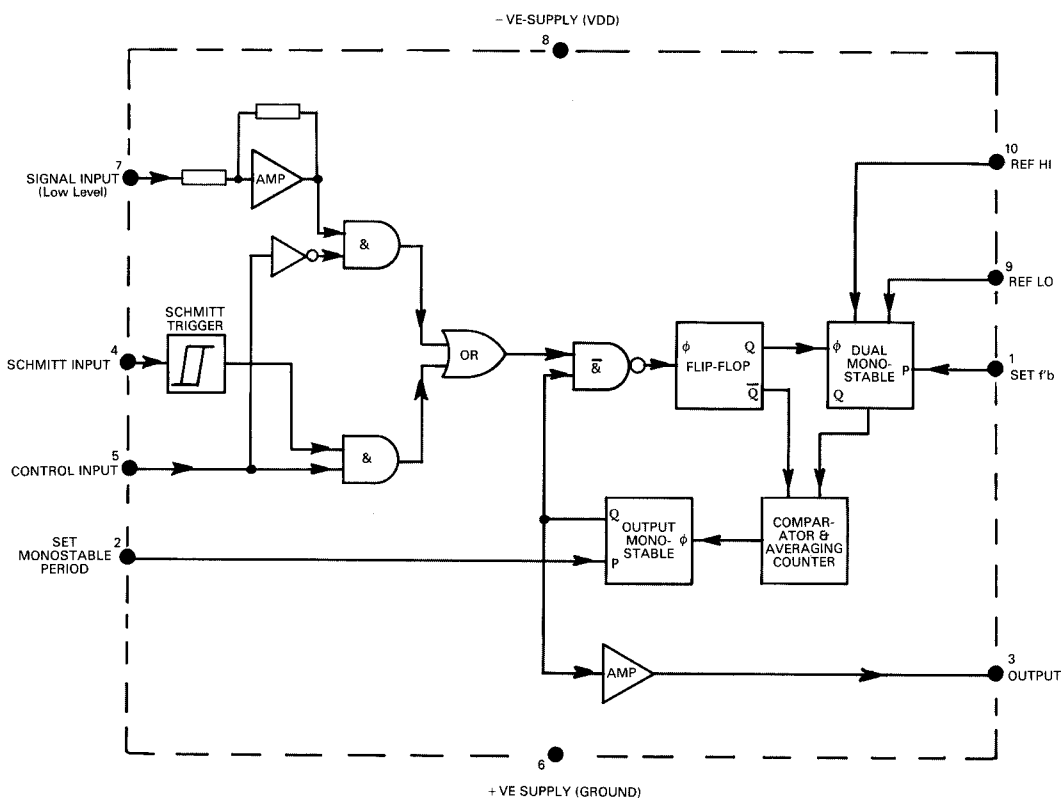 − VE-SUPPLY (VDD)
8
10
REF HI
7
SIGNAL INPUT
(Low Level)
AMP
&
9
REF LO
SCHMITT
TRIGGER
4
SCHMITT INPUT
OR
&
ϕ Q
FLIP-FLOP
Q
ϕ DUAL
MONO-
STABLE P
Q
1
SET f'b
5
CONTROL INPUT
&
2
SET
MONOSTABLE
PERIOD
Q OUTPUT
MONO-
STABLE ϕ
P
COMPAR-
ATOR &
AVERAGING
COUNTER
AMP
3
OUTPUT
6
+ VE SUPPLY (GROUND)